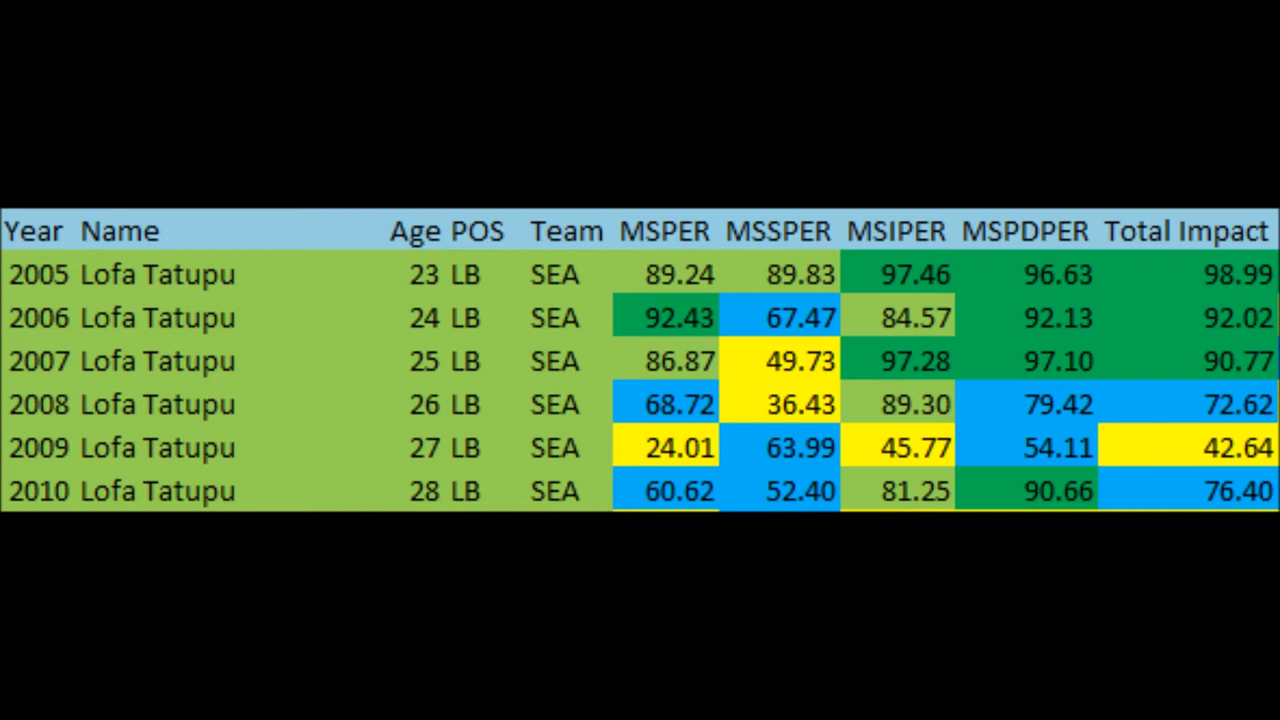 Year Name Age POS Team MSPER MSSPER MSIPER MSPDPER Total Impact
2005 Lofa Tatupu 23 LB SEA 89.24 89.83 97.46 96.63 98.99
2006 Lofa Tatupu 24 LB SEA 92.43 67.47 84.57 92.13 92.02
2007 Lofa Tatupu 25 LB SEA 86.87 49.73 97.28 97.10 90.77
2008 Lofa Tatupu 26 LB SEA 68.72 36.43 89.30 79.42 72.62
2009 Lofa Tatupu 27 LB SEA 24.01 63.99 45.77 54.11 42.64
2010 Lofa Tatupu 28 LB SEA 60.62 52.40 81.25 90.66 76.40